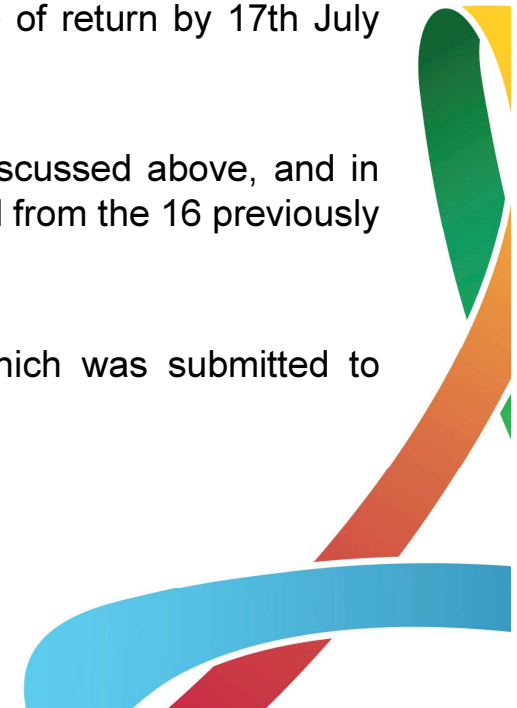 of return by 17th July
scussed above, and in
from the 16 previously
hich was submitted to